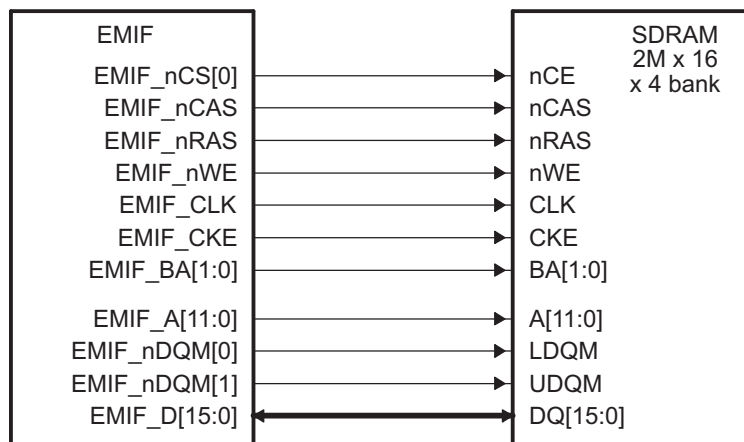 EMIF
EMIF_nCS[0]
EMIF_nCAS
EMIF_nRAS
EMIF_nWE
EMIF_CLK
EMIF_CKE
EMIF_BA[1:0]
EMIF_A[11:0]
EMIF_nDQM[0]
EMIF_nDQM[1]
EMIF_D[15:0]
SDRAM
2M x 16
x 4 bank
nCE
nCAS
nRAS
nWE
CLK
CKE
BA[1:0]
A[11:0]
LDQM
UDQM
DQ[15:0]